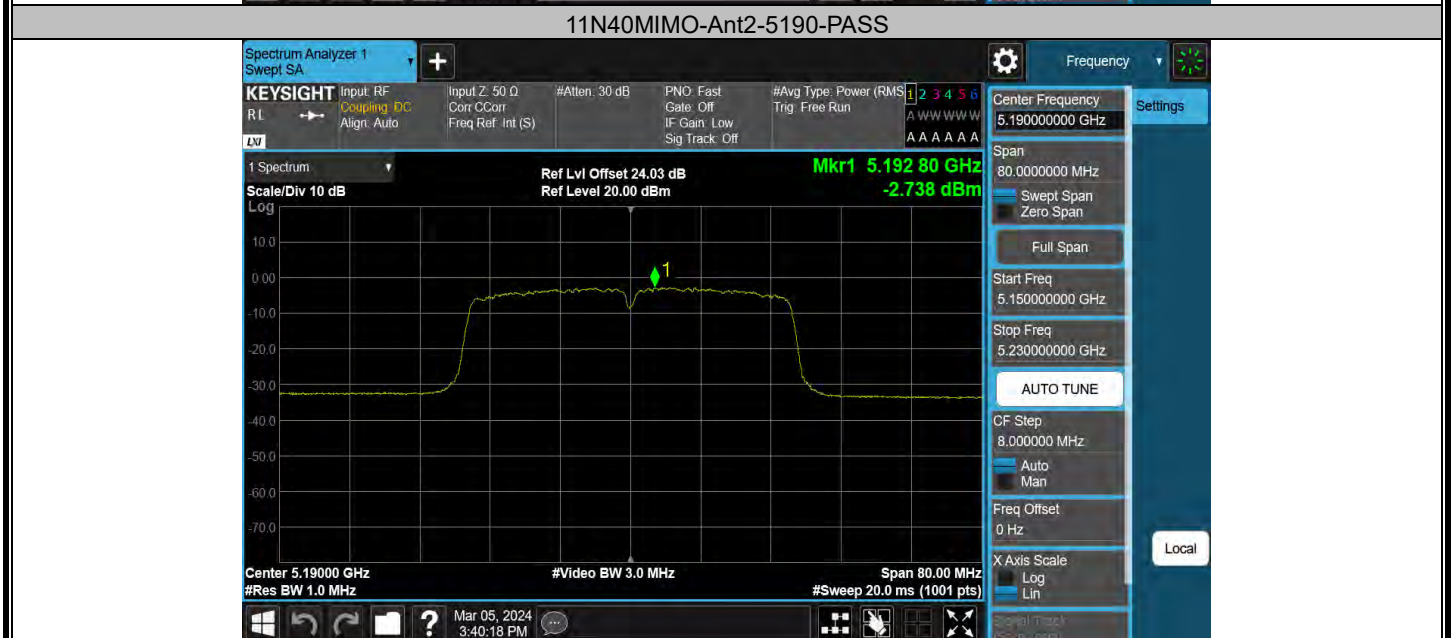 11N40MIMO-Ant2-5190-PASS
Spectrum Analyzer 1
Swept SA
+
Frequency
KEYSIGHT
RL
LXI
Input: RF
Coupling: DC
Align: Auto
Input Z: 50 Ω
Corr CCorr
Freq Ref: Int (S)
#Atten: 30 dB
PNO: Fast
Gate: Off
IF Gain: Low
Sig Track: Off
#Avg Type: Power (RMS
Trig: Free Run
1 2 3 4 5 6
A W W W W W
A A A A A A
Center Frequency
5.190000000 GHz
Settings
1 Spectrum
Scale/Div 10 dB
Log
Ref Lvl Offset 24.03 dB
Ref Level 20.00 dBm
Mkr1 5.192 80 GHz
-2.738 dBm
Span
80.0000000 MHz
Swept Span
Zero Span
Full Span
Start Freq
5.150000000 GHz
Stop Freq
5.230000000 GHz
AUTO TUNE
CF Step
8.000000 MHz
Auto
Man
Freq Offset
0 Hz
X Axis Scale
Log
Lin
Local
10.0
0.00
-10.0
-20.0
-30.0
-40.0
-50.0
-60.0
-70.0
1
Center 5.19000 GHz
#Res BW 1.0 MHz
#Video BW 3.0 MHz
Span 80.00 MHz
#Sweep 20.0 ms (1001 pts)
?
Mar 05, 2024
3:40:18 PM
Signal Track